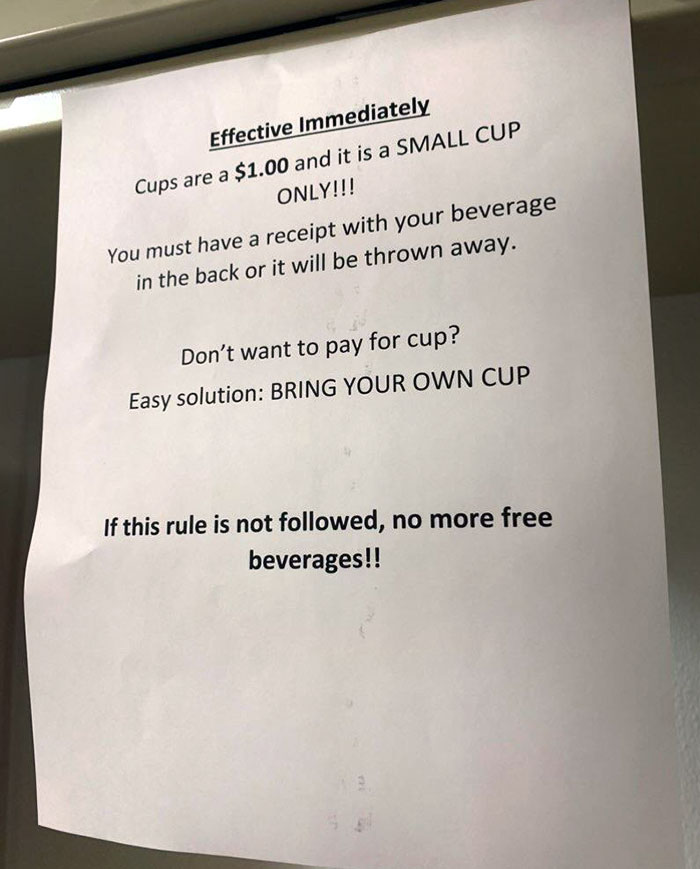 Effective Immediately
Cups are a $1.00 and it is a SMALL CUP
ONLY!!!
You must have a receipt with your beverage
in the back or it will be thrown away.
Don't want to pay for cup?
Easy solution: BRING YOUR OWN CUP
If this rule is not followed, no more free
beverages!!